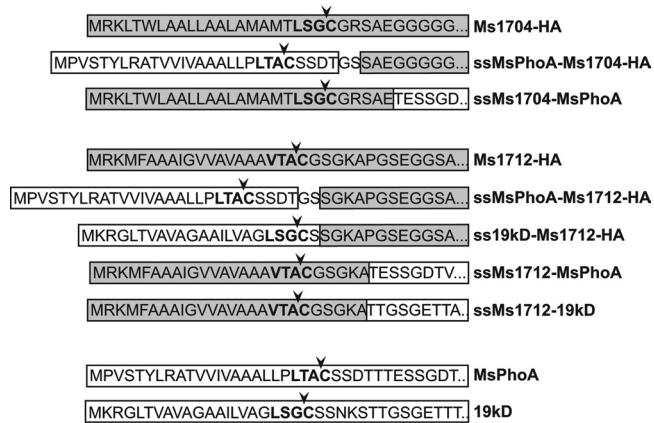 MRKLTWLAALLAALAMAMTLSGCGRSAEGGGGG... Ms1704-HA
MPVSTYLRATVVIVAAALLPLTACSSDTGSSAEGGGGG... ssMsPhoA-Ms1704-HA
MRKLTWLAALLAALAMAMTLSGCGRSAETESSGD.. ssMs1704-MsPhoA
MRKMFAAAIGVVAVAAAVTACGSGKAPGSEGGSA... Ms1712-HA
MPVSTYLRATVVIVAAALLPLTACSSDTGSSGKAPGSEGGSA... ssMsPhoA-Ms1712-HA
MKRGLTVAVAGAAILVAGLSGCSSGKAPGSEGGSA... ss19kD-Ms1712-HA
MRKMFAAAIGVVAVAAAVTACGSGKATESSGDTV... ssMs1712-MsPhoA
MRKMFAAAIGVVAVAAAVTACGSGKATTGSGETTA.. ssMs1712-19kD
MPVSTYLRATVVIVAAALLPLTACSSDTTTESSGDT.. MsPhoA
MKRGLTVAVAGAAILVAGLSGCSSNKSTTGSGETTT. 19kD